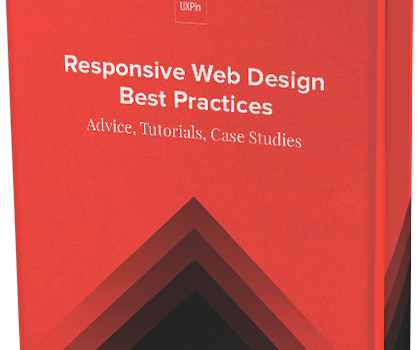 UXPin
Responsive Web Design
Best Practices
Advice, Tutorials, Case Studies